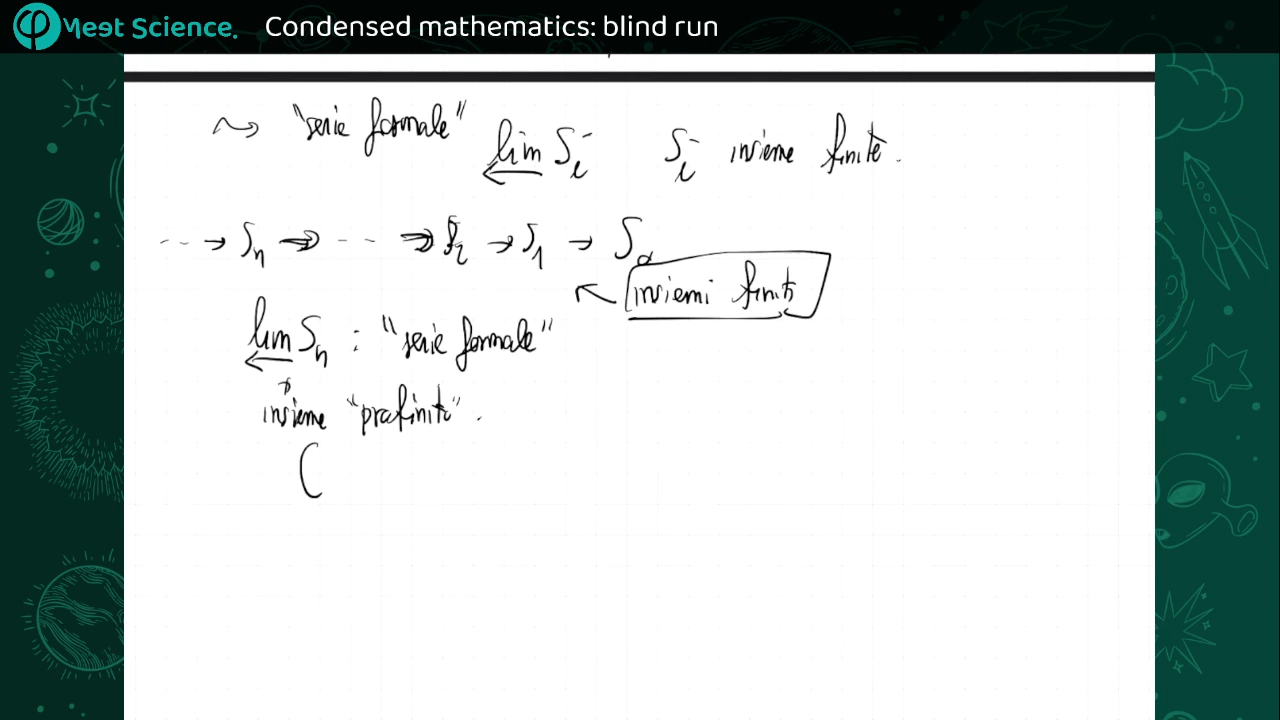 Meet Science.
Condensed mathematics: blind run
⤳ "serie formale" lim← S_i S_i insieme finito.
-- → S_n ⇒ -- ⇒ S_2 → S_1 → S_0
↖ insiemi finiti
lim← S_n : "serie formale"
insieme "profinito".
(